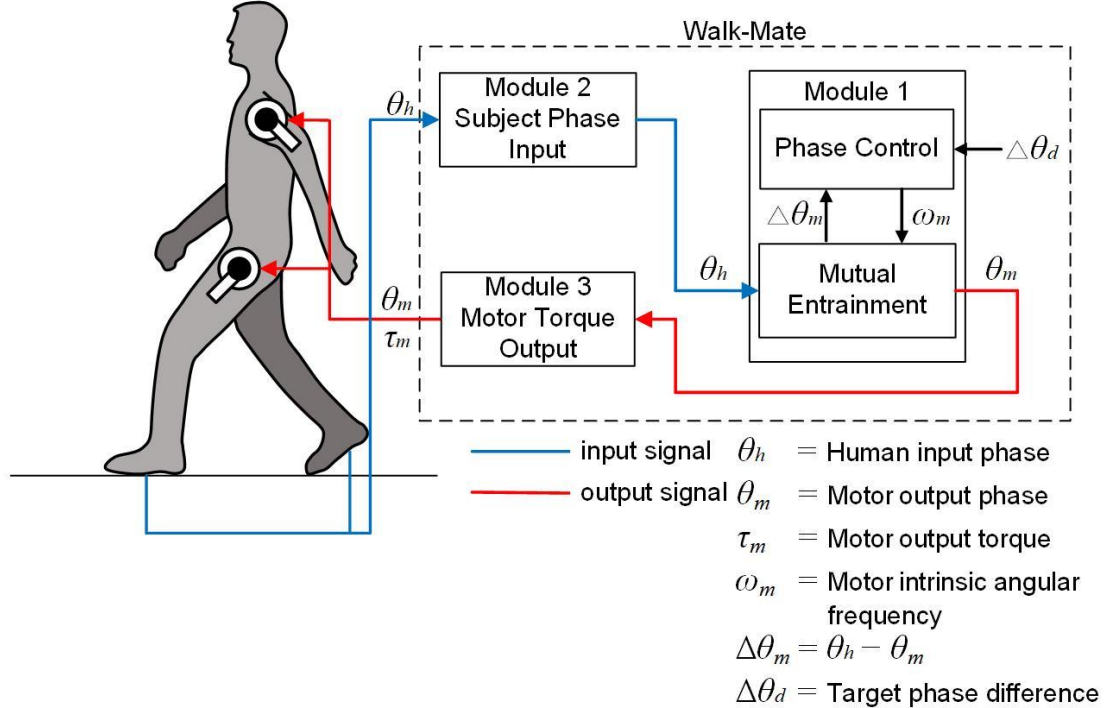 Walk-Mate
θh
Module 2
Subject Phase
Input
Module 1
Phase Control
△θd
△θm
ωm
θh
Mutual
Entrainment
θm
θm
τm
Module 3
Motor Torque
Output
input signal
output signal
θh = Human input phase
θm = Motor output phase
τm = Motor output torque
ωm = Motor intrinsic angular
frequency
Δθm = θh − θm
Δθd = Target phase difference